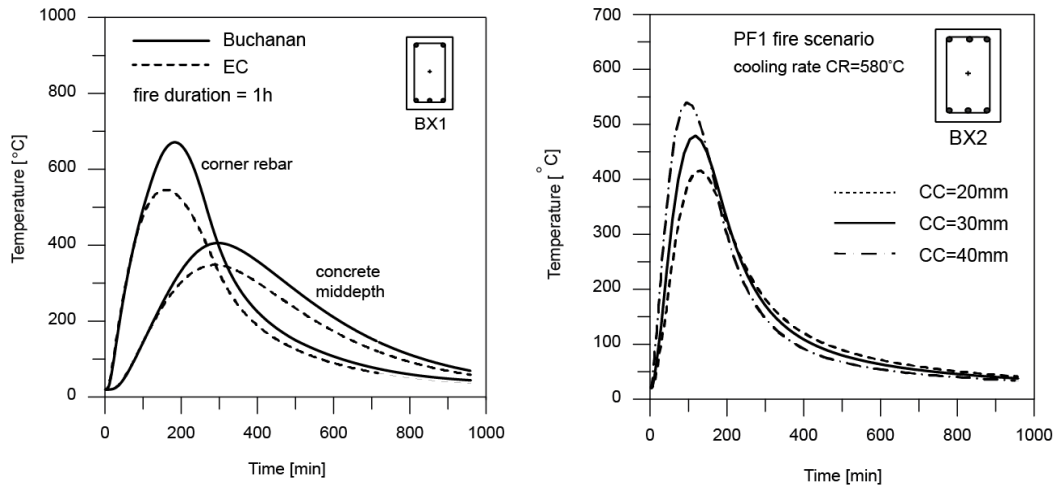 1000
800
600
400
200
0
Temperature [°C]
Buchanan
EC
fire duration = 1h
BX1
corner rebar
concrete
middepth
0
200
400
600
800
1000
Time [min]
700
600
500
400
300
200
100
0
Temperature [°C]
PF1 fire scenario
cooling rate CR=580°C
BX2
CC=20mm
CC=30mm
CC=40mm
0
200
400
600
800
1000
Time [min]